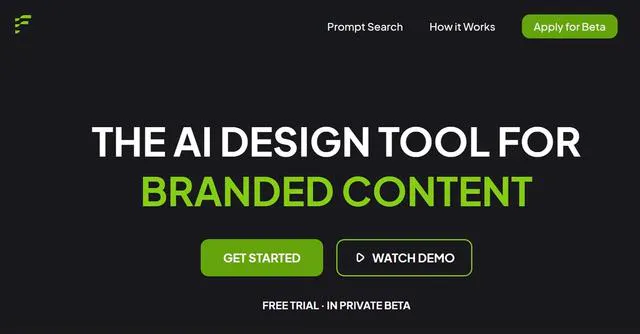 Prompt Search
How it Works
Apply for Beta
THE AI DESIGN TOOL FOR
BRANDED CONTENT
GET STARTED
WATCH DEMO
FREE TRIAL · IN PRIVATE BETA